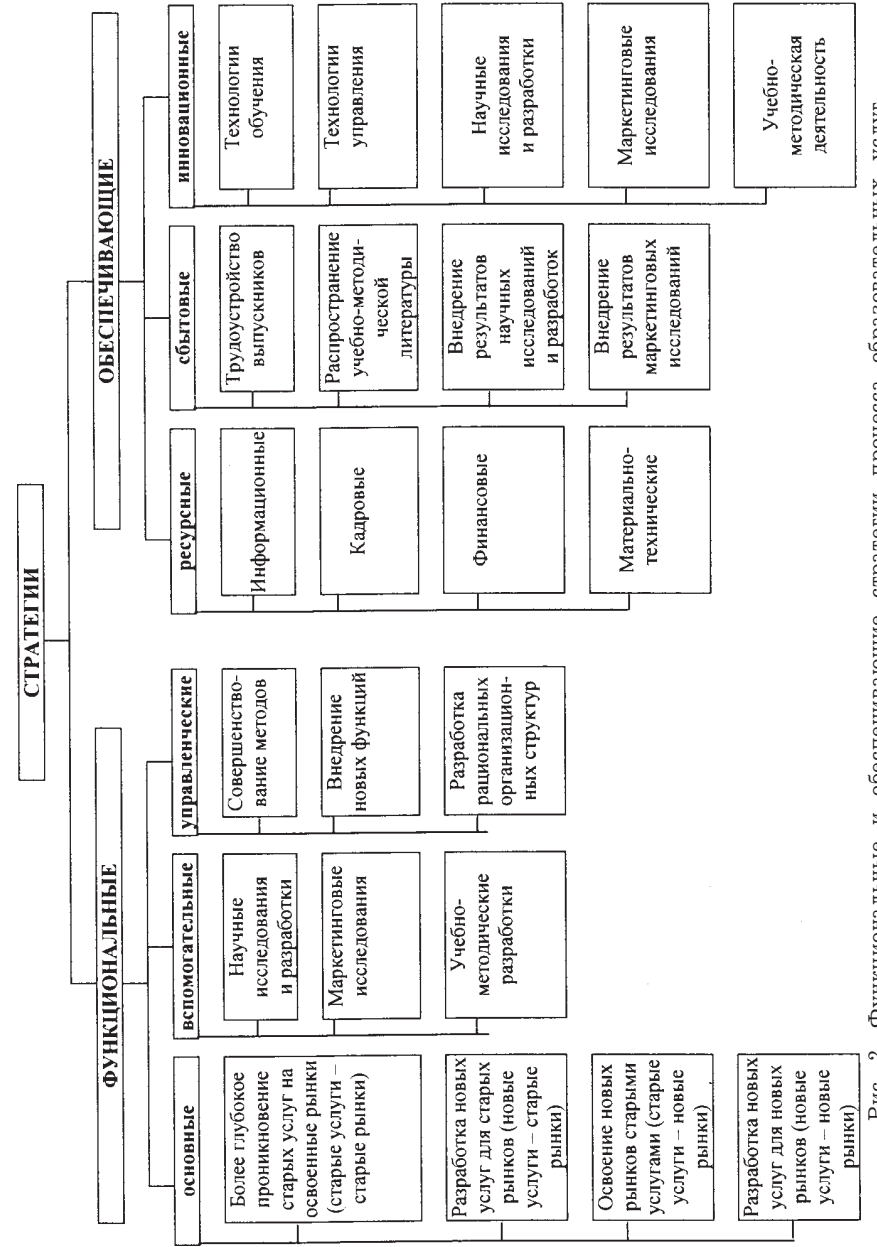 СТРАТЕГИИ
ФУНКЦИОНАЛЬНЫЕ
основные
Более глубокое
проникновение
старых услуг на
освоенные рынки
(старые услуги –
старые рынки)
Разработка новых
услуг для старых
рынков (новые
услуги – старые
рынки)
Освоение новых
рынков старыми
услугами (старые
услуги – новые
рынки)
Разработка новых
услуг для новых
рынков (новые
услуги – новые
рынки)
вспомогательные
Научные
исследования
и разработки
Маркетинговые
исследования
Учебно-
методические
разработки
управленческие
Совершенство-
вание методов
Внедрение
новых функций
Разработка
рациональных
организацион-
ных структур
ОБЕСПЕЧИВАЮЩИЕ
ресурсные
Информационные
Кадровые
Финансовые
Материально-
технические
сбытовые
Трудоустройство
выпускников
Распространение
учебно-методи-
ческой
литературы
Внедрение
результатов
научных
исследований
и разработок
Внедрение
результатов
маркетинговых
исследований
инновационные
Технологии
обучения
Технологии
управления
Научные
исследования
и разработки
Маркетинговые
исследования
Учебно-
методическая
деятельность
Рис. 2. Функциональные и обеспечивающие стратегии процесса образовательных услуг